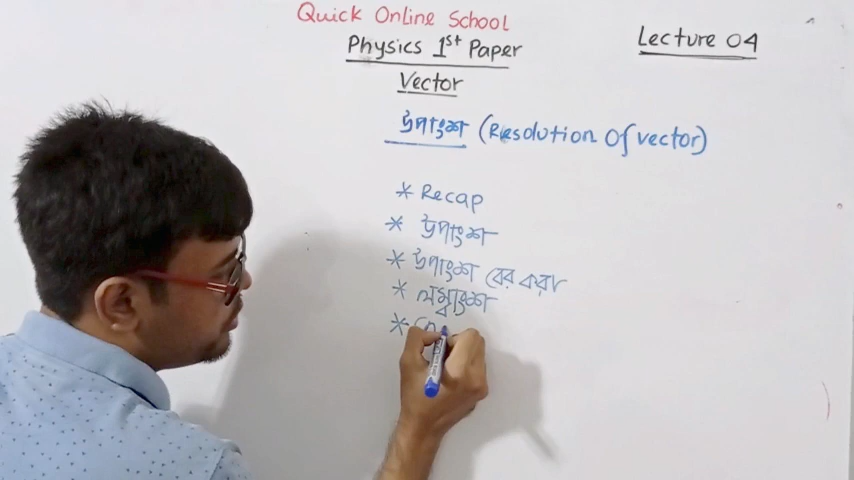 Quick Online School
Physics 1st Paper
Lecture 04
Vector
উপাংশ (Resolution Of vector)
* Recap
* উপাংশ
* উপাংশ বের করা
* লম্বাংশ
*